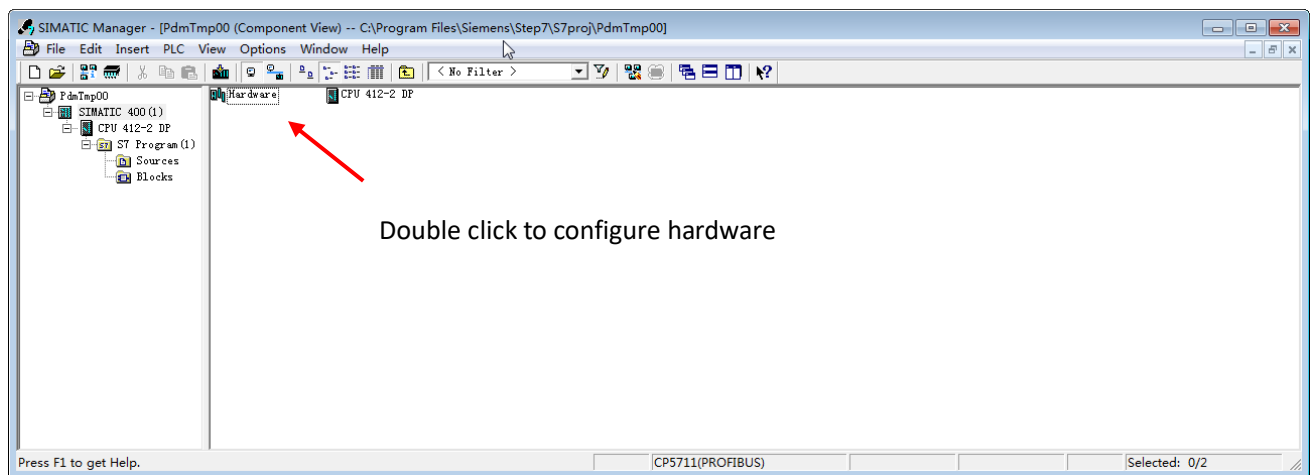 SIMATIC Manager - [PdmTmp00 (Component View) -- C:\Program Files\Siemens\Step7\S7proj\PdmTmp00]
File Edit Insert PLC View Options Window Help
< No Filter >
PdmTmp00
SIMATIC 400(1)
CPU 412-2 DP
S7 Program(1)
Sources
Blocks
Hardware
CPU 412-2 DP
Double click to configure hardware
Press F1 to get Help.
CP5711(PROFIBUS)
Selected: 0/2